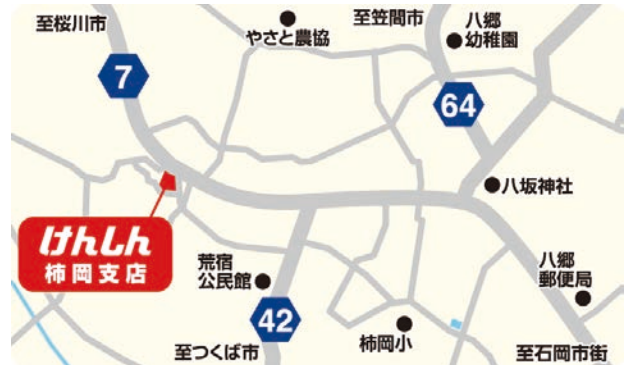 至桜川市
やさと農協
至笠間市
八郷
幼稚園
7
64
八坂神社
けんしん
柿岡支店
荒宿
公民館
八郷
郵便局
42
至つくば市
柿岡小
至石岡市街